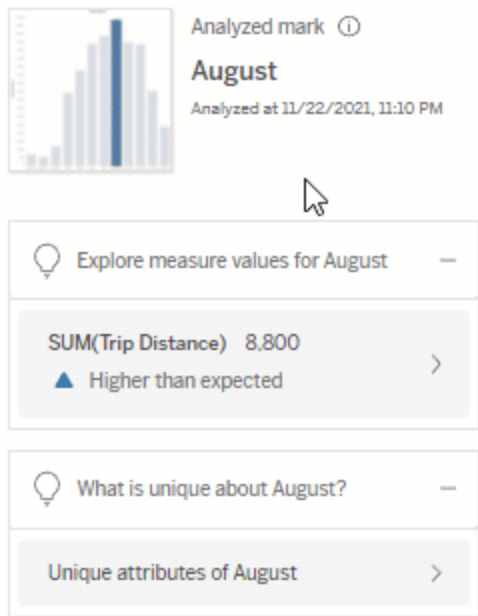 Analyzed mark
August
Analyzed at 11/22/2021, 11:10 PM
Explore measure values for August
SUM(Trip Distance) 8,800
Higher than expected
What is unique about August?
Unique attributes of August